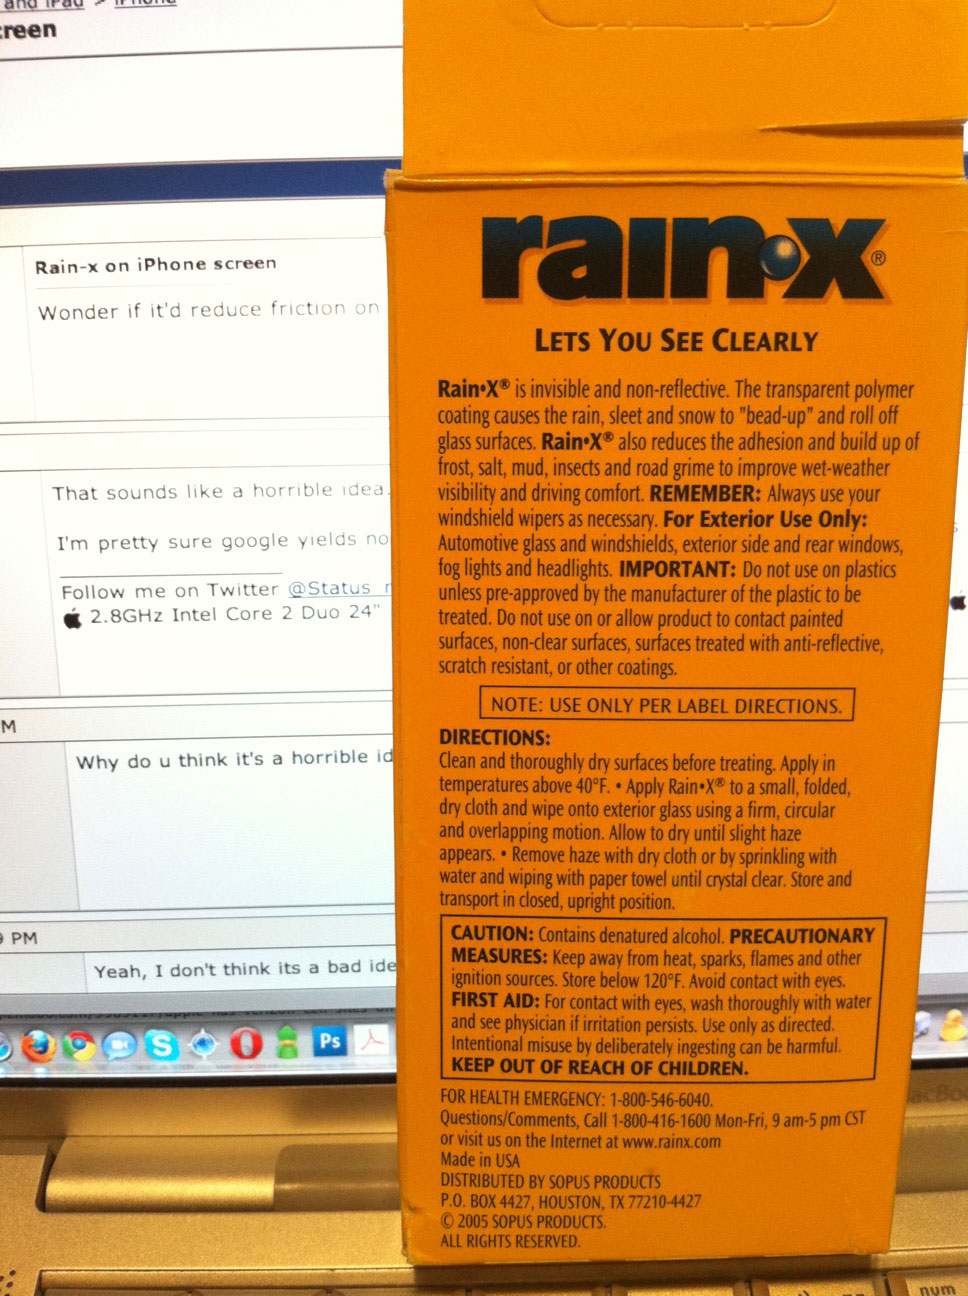 and iPad > iPhone
creen
Rain-x on iPhone screen
Wonder if it'd reduce friction on
That sounds like a horrible idea.
I'm pretty sure google yields no
Follow me on Twitter @Status_
2.8GHz Intel Core 2 Duo 24"
M
Why do u think it's a horrible id
9 PM
Yeah, I don't think its a bad ide
Ps
rain•x®
LETS YOU SEE CLEARLY
Rain•X® is invisible and non-reflective. The transparent polymer
coating causes the rain, sleet and snow to "bead-up" and roll off
glass surfaces. Rain•X® also reduces the adhesion and build up of
frost, salt, mud, insects and road grime to improve wet-weather
visibility and driving comfort. REMEMBER: Always use your
windshield wipers as necessary. For Exterior Use Only:
Automotive glass and windshields, exterior side and rear windows,
fog lights and headlights. IMPORTANT: Do not use on plastics
unless pre-approved by the manufacturer of the plastic to be
treated. Do not use on or allow product to contact painted
surfaces, non-clear surfaces, surfaces treated with anti-reflective,
scratch resistant, or other coatings.
NOTE: USE ONLY PER LABEL DIRECTIONS.
DIRECTIONS:
Clean and thoroughly dry surfaces before treating. Apply in
temperatures above 40°F. • Apply Rain•X® to a small, folded,
dry cloth and wipe onto exterior glass using a firm, circular
and overlapping motion. Allow to dry until slight haze
appears. • Remove haze with dry cloth or by sprinkling with
water and wiping with paper towel until crystal clear. Store and
transport in closed, upright position.
CAUTION: Contains denatured alcohol. PRECAUTIONARY
MEASURES: Keep away from heat, sparks, flames and other
ignition sources. Store below 120°F. Avoid contact with eyes.
FIRST AID: For contact with eyes, wash thoroughly with water
and see physician if irritation persists. Use only as directed.
Intentional misuse by deliberately ingesting can be harmful.
KEEP OUT OF REACH OF CHILDREN.
FOR HEALTH EMERGENCY: 1-800-546-6040.
Questions/Comments, Call 1-800-416-1600 Mon-Fri, 9 am-5 pm CST
or visit us on the Internet at www.rainx.com
Made in USA
DISTRIBUTED BY SOPUS PRODUCTS
P.O. BOX 4427, HOUSTON, TX 77210-4427
© 2005 SOPUS PRODUCTS.
ALL RIGHTS RESERVED.
acBoo
num